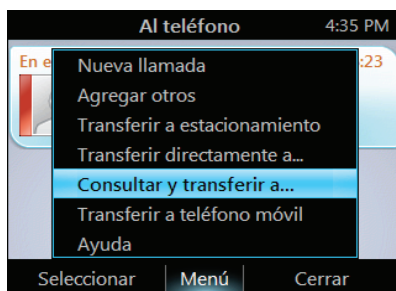 Al teléfono 4:35 PM
En e :23
Nueva llamada
Agregar otros
Transferir a estacionamiento
Transferir directamente a...
Consultar y transferir a...
Transferir a teléfono móvil
Ayuda
Seleccionar Menú Cerrar